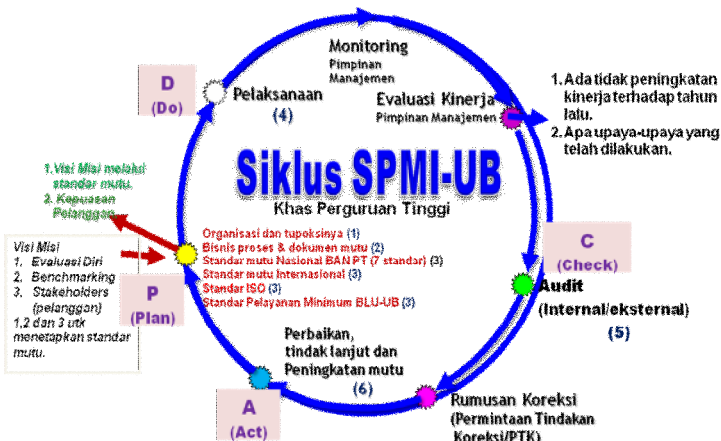 Monitoring
Pimpinan
Manajemen
D
(Do)
Pelaksanaan
(4)
Evaluasi Kinerja
Pimpinan Manajemen
1. Ada tidak peningkatan
kinerja terhadap tahun
lalu.
2. Apa upaya-upaya yang
telah dilakukan.
Siklus SPMI-UB
Khas Perguruan Tinggi
1. Visi Misi melalui
standar mutu.
2. Kepuasan
Pelanggan
Organisasi dan tupoksinya (1)
Bisnis proses & dokumen mutu (2)
Standar mutu Nasional BAN PT (7 standar) (3)
Standar mutu Internasional (3)
Standar ISO (3)
Standar Pelayanan Minimum BLU-UB (3)
Visi Misi
1. Evaluasi Diri
2. Benchmarking
3. Stakeholders
(pelanggan)
1,2 dan 3 utk
menetapkan standar
mutu.
P
(Plan)
C
(Check)
Audit
(Internal/eksternal)
(5)
Perbaikan,
tindak lanjut dan
Peningkatan mutu
(6)
A
(Act)
Rumusan Koreksi
(Permintaan Tindakan
Koreksi/PTK)